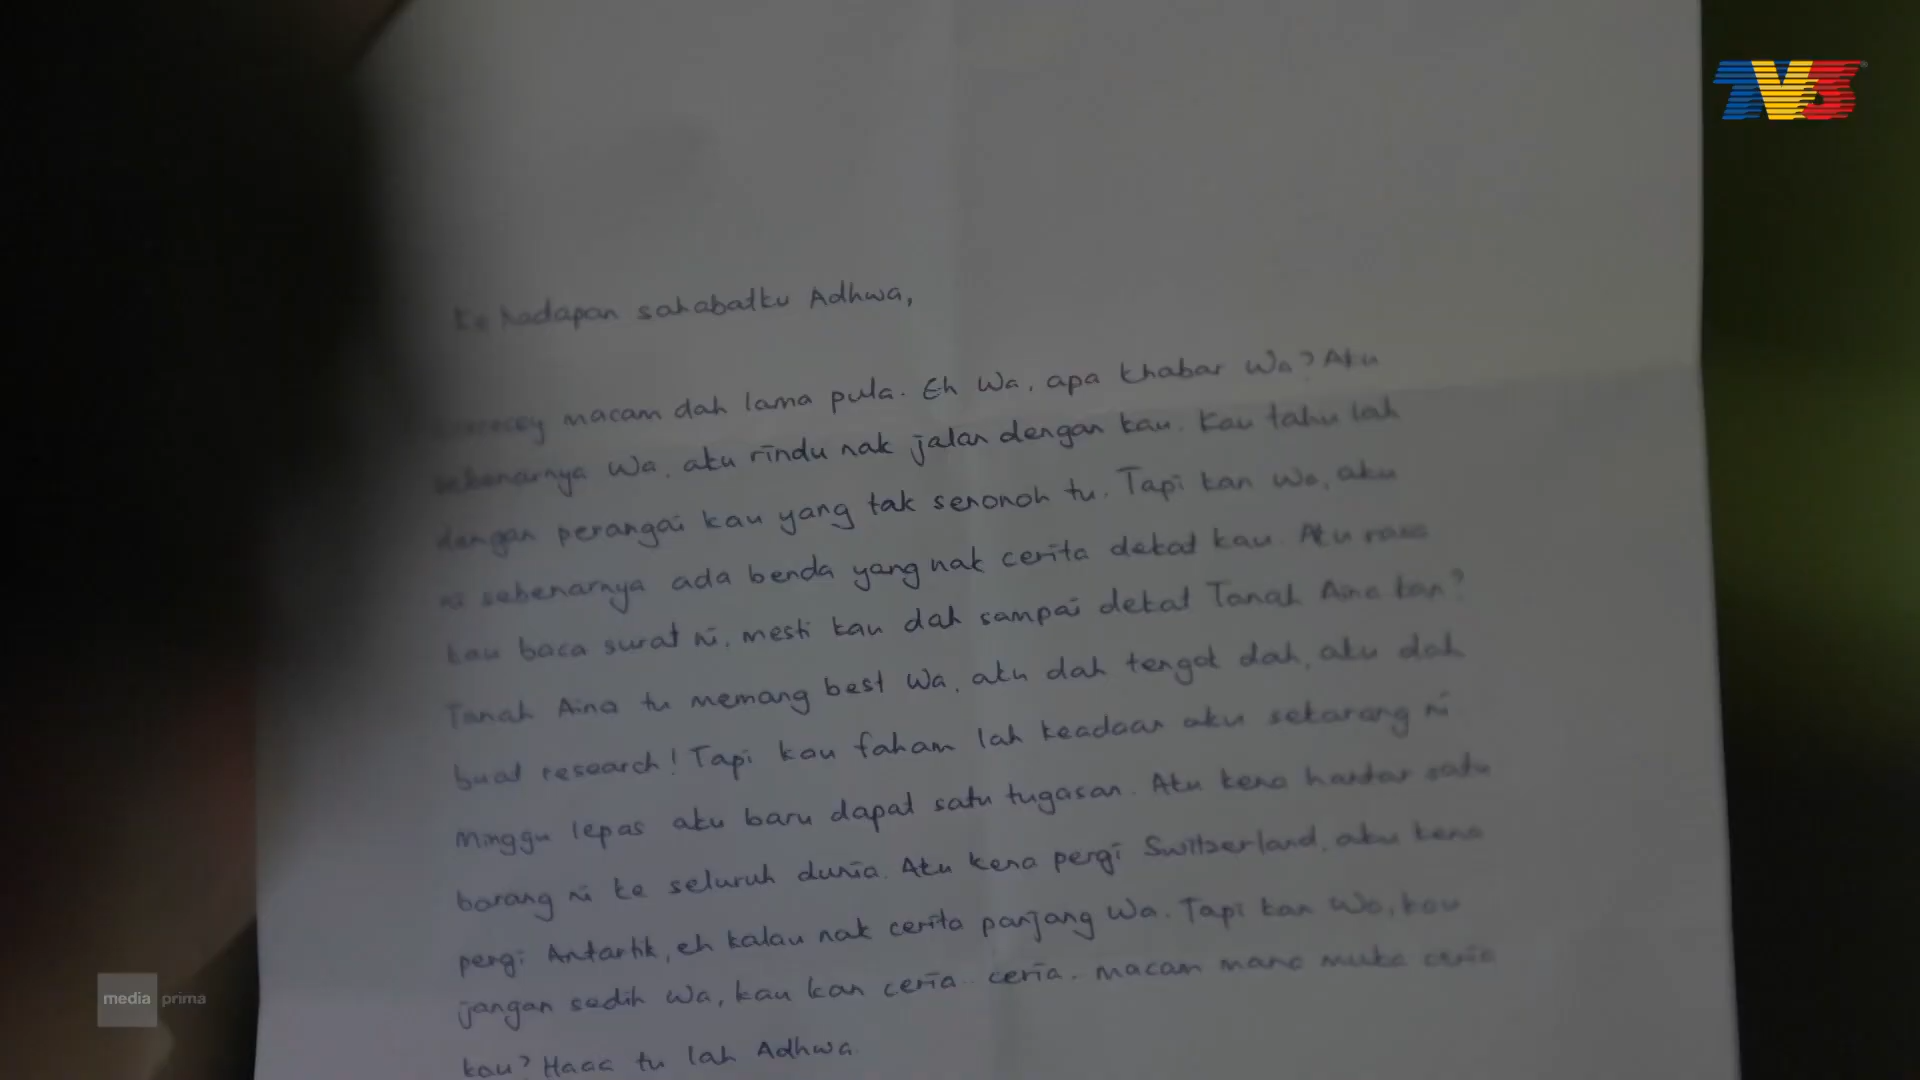 TV3
Ke hadapan sahabatku Adhwa,
macam dah lama pula. Eh Wa, apa khabar Wa? Aku
sebenarnya Wa, aku rindu nak jalan dengan kau. Kau tahu lah
dengan perangai kau yang tak senonoh tu. Tapi kan Wa, aku
ni sebenarnya ada benda yang nak cerita dekat kau. Aku rasa
kau baca surat ni, mesti kau dah sampai dekat Tanah Aina kan?
Tanah Aina tu memang best Wa, aku dah tengok dah, aku dah
buat research! Tapi kau faham lah keadaan aku sekarang ni
Minggu lepas aku baru dapat satu tugasan. Aku kena hantar satu
barang ni ke seluruh dunia. Aku kena pergi Switzerland, aku kena
pergi Antartik, eh kalau nak cerita panjang Wa. Tapi kan Wa, kau
jangan sedih Wa, kau kan ceria.. ceria. Macam mana muka ceria
kau? Haaa tu lah Adhwa
media prima